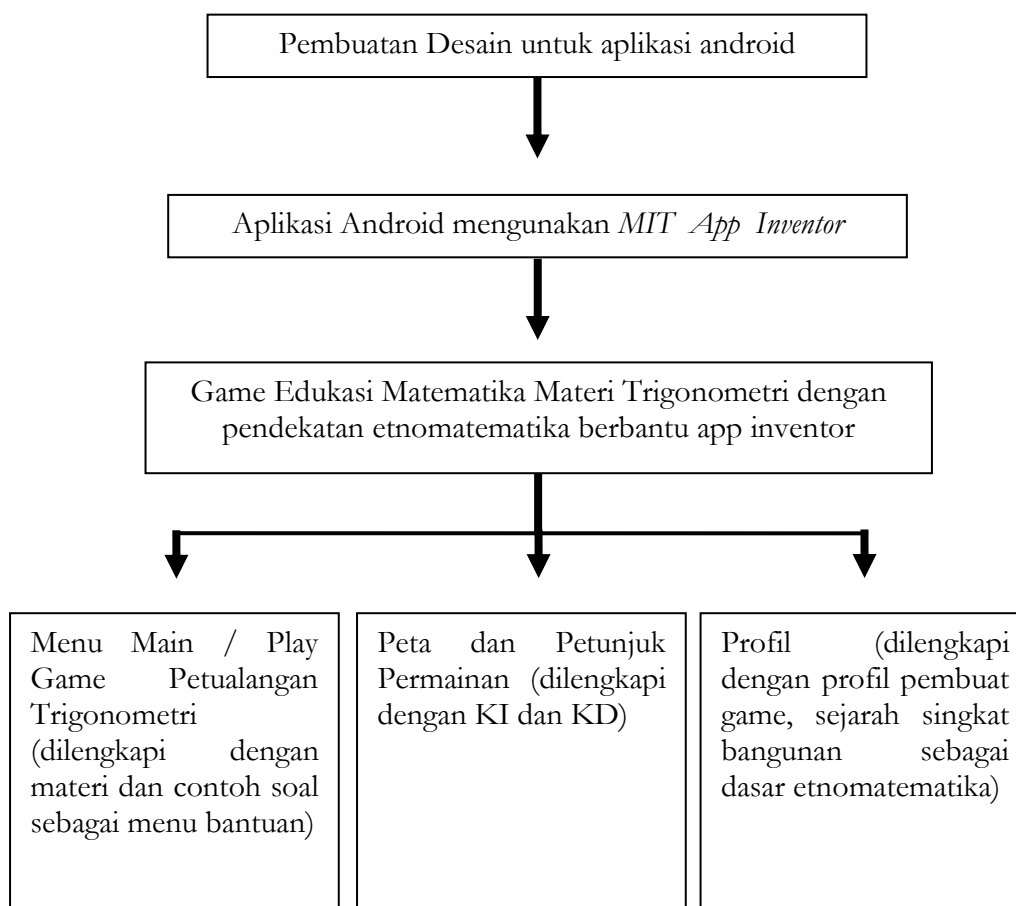 Pembuatan Desain untuk aplikasi android
Aplikasi Android mengunakan MIT App Inventor
Game Edukasi Matematika Materi Trigonometri dengan
pendekatan etnomatematika berbantu app inventor
Menu Main / Play
Game Petualangan
Trigonometri
(dilengkapi dengan
materi dan contoh soal
sebagai menu bantuan)
Peta dan Petunjuk
Permainan (dilengkapi
dengan KI dan KD)
Profil (dilengkapi
dengan profil pembuat
game, sejarah singkat
bangunan sebagai
dasar etnomatematika)